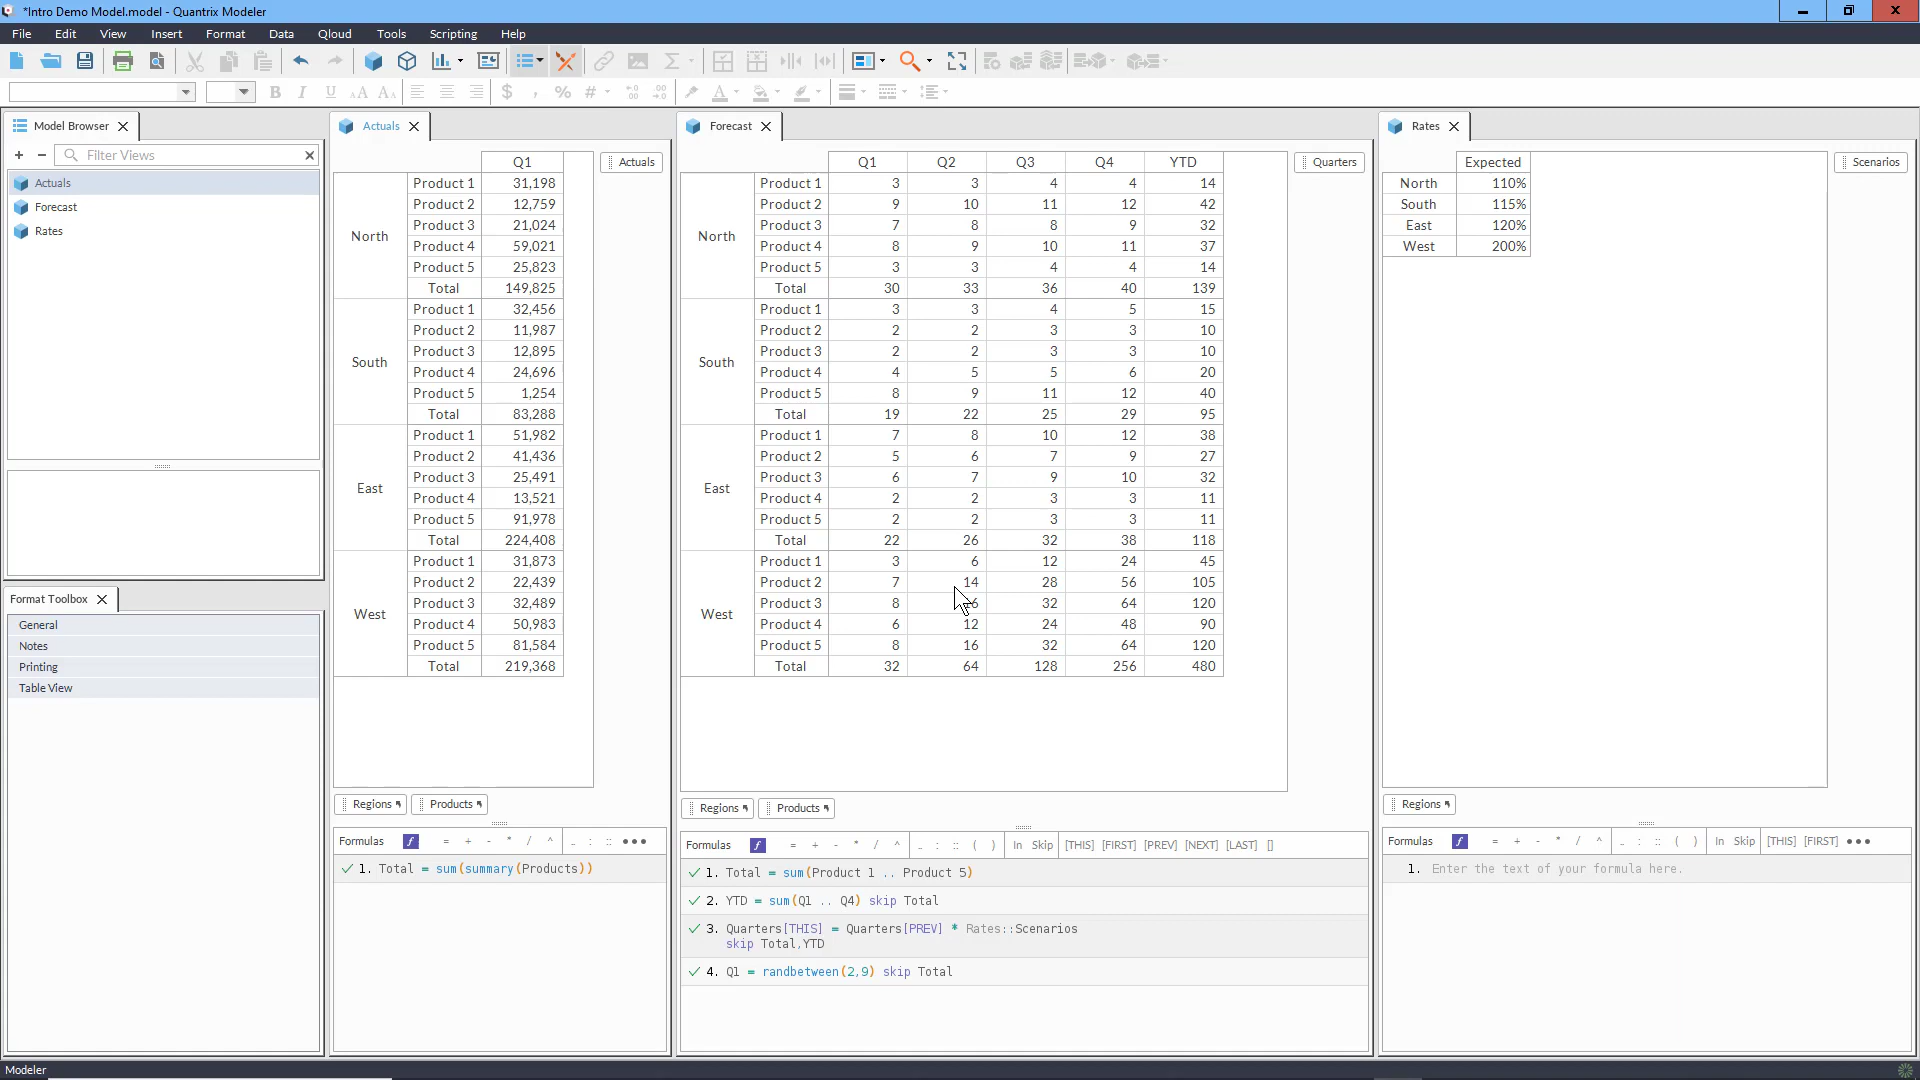 *Intro Demo Model.model - Quantrix Modeler
File Edit View Insert Format Data Qloud Tools Scripting Help
Model Browser
Filter Views
Actuals
Forecast
Rates
Format Toolbox
General
Notes
Printing
Table View
Actuals
Q1
Actuals
North
Product 1 31,198
Product 2 12,759
Product 3 21,024
Product 4 59,021
Product 5 25,823
Total 149,825
South
Product 1 32,456
Product 2 11,987
Product 3 12,895
Product 4 24,696
Product 5 1,254
Total 83,288
East
Product 1 51,982
Product 2 41,436
Product 3 25,491
Product 4 13,521
Product 5 91,978
Total 224,408
West
Product 1 31,873
Product 2 22,439
Product 3 32,489
Product 4 50,983
Product 5 81,584
Total 219,368
Regions Products
Formulas f = + - * / ^ .. : :: •••
1. Total = sum(summary(Products))
Forecast
Q1 Q2 Q3 Q4 YTD
Quarters
North
Product 1 3 3 4 4 14
Product 2 9 10 11 12 42
Product 3 7 8 8 9 32
Product 4 8 9 10 11 37
Product 5 3 3 4 4 14
Total 30 33 36 40 139
South
Product 1 3 3 4 5 15
Product 2 2 2 3 3 10
Product 3 2 2 3 3 10
Product 4 4 5 5 6 20
Product 5 8 9 11 12 40
Total 19 22 25 29 95
East
Product 1 7 8 10 12 38
Product 2 5 6 7 9 27
Product 3 6 7 9 10 32
Product 4 2 2 3 3 11
Product 5 2 2 3 3 11
Total 22 26 32 38 118
West
Product 1 3 6 12 24 45
Product 2 7 14 28 56 105
Product 3 8 32 64 120
Product 4 6 12 24 48 90
Product 5 8 16 32 64 120
Total 32 64 128 256 480
Regions Products
Formulas f = + - * / ^ .. : :: ( ) In Skip [THIS] [FIRST] [PREV] [NEXT] [LAST] []
1. Total = sum(Product 1 .. Product 5)
2. YTD = sum(Q1 .. Q4) skip Total
3. Quarters[THIS] = Quarters[PREV] * Rates::Scenarios
skip Total,YTD
4. Q1 = randbetween(2,9) skip Total
Rates
Expected
Scenarios
North 110%
South 115%
East 120%
West 200%
Regions
Formulas f = + - * / ^ .. : :: ( ) In Skip [THIS] [FIRST] •••
1. Enter the text of your formula here.
Modeler